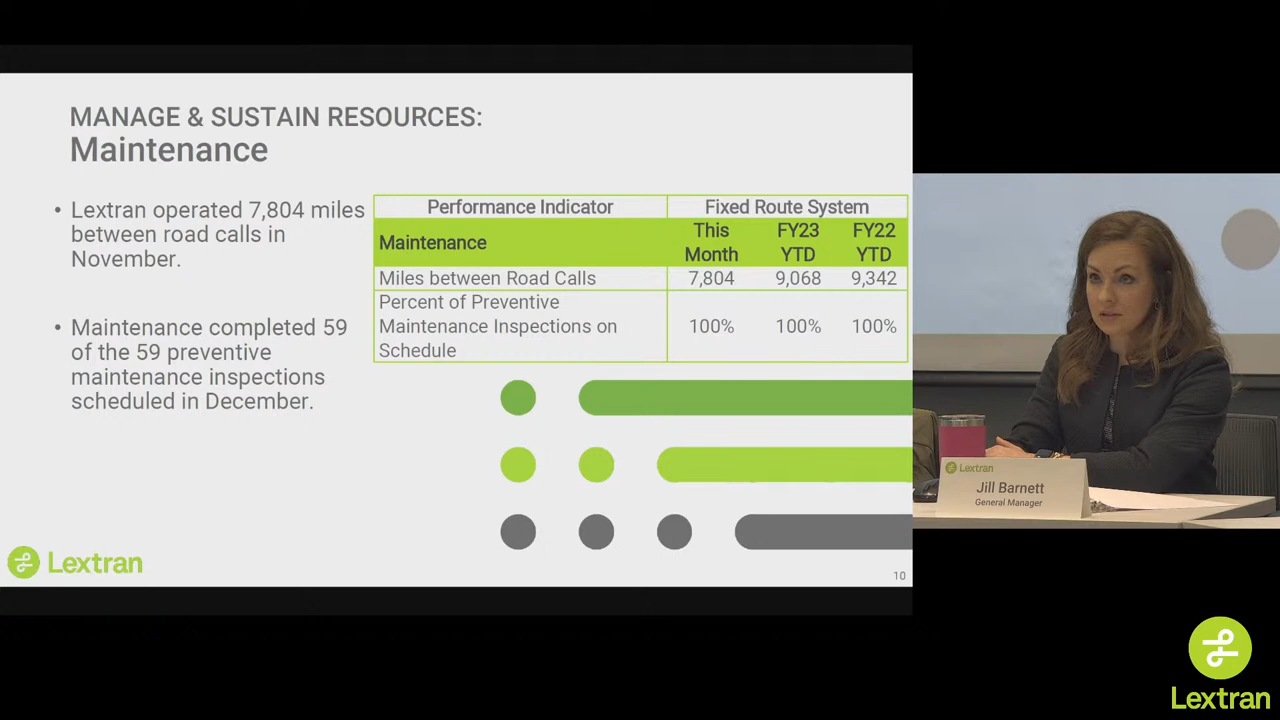 MANAGE & SUSTAIN RESOURCES:
Maintenance
• Lextran operated 7,804 miles
between road calls in
November.
• Maintenance completed 59
of the 59 preventive
maintenance inspections
scheduled in December.
Performance Indicator Fixed Route System
Maintenance This Month FY23 YTD FY22 YTD
Miles between Road Calls 7,804 9,068 9,342
Percent of Preventive
Maintenance Inspections on 100% 100% 100%
Schedule
Lextran
10
Lextran
Jill Barnett
General Manager
Lextran